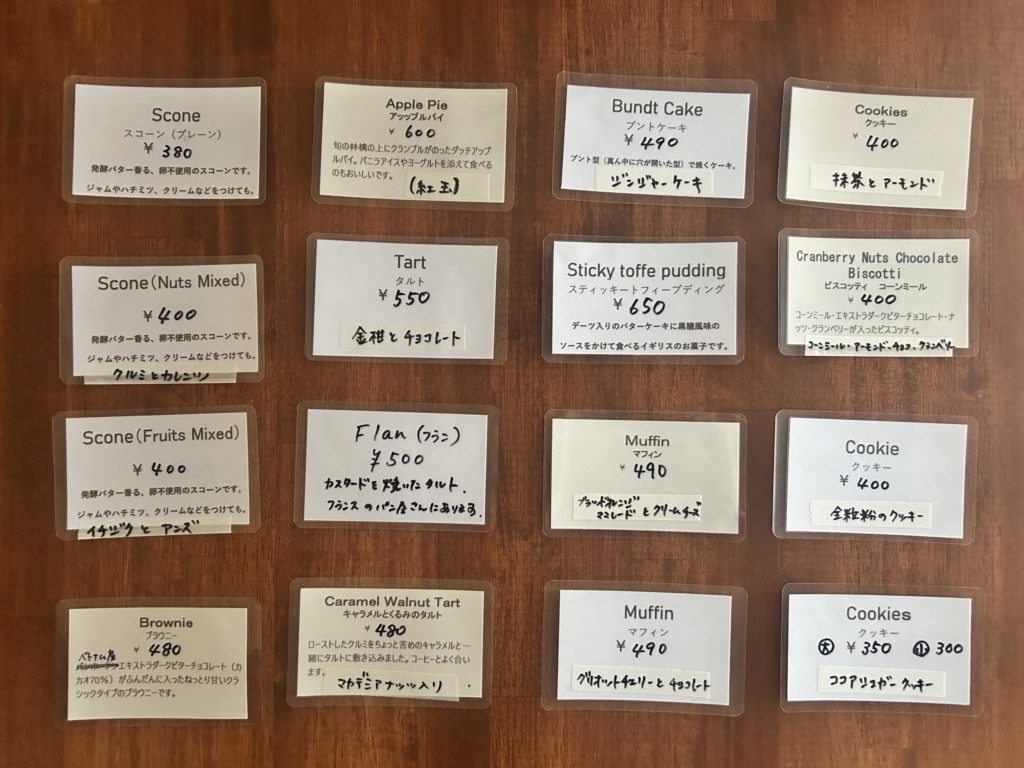 Scone
スコーン（プレーン）
¥ 380
発酵バター香る、卵不使用のスコーンです。
ジャムやハチミツ、クリームなどをつけても。
Apple Pie
アップルパイ
¥ 600
旬の林檎の上にクランブルがのったダッチアップ
ルパイ。バニラアイスやヨーグルトを添えて食べる
のもおいしいです。
(紅玉)
Bundt Cake
ブントケーキ
¥ 490
ブント型（真ん中に穴が開いた型）で焼くケーキ。
ジンジャーケーキ
Cookies
クッキー
¥ 400
抹茶とアーモンド
Scone(Nuts Mixed)
¥ 400
発酵バター香る、卵不使用のスコーンです。
ジャムやハチミツ、クリームなどをつけても。
クルミとカレンツ
Tart
タルト
¥ 550
金柑とチョコレート
Sticky toffe pudding
スティッキートフィープディング
¥ 650
デーツ入りのバターケーキに黒糖風味の
ソースをかけて食べるイギリスのお菓子です。
Cranberry Nuts Chocolate
Biscotti
ビスコッティ　コーンミール
¥ 400
コーンミール・エキストラダークビターチョコレート・ナ
ッツ・クランベリーが入ったビスコッティ。
コーンミール・アーモンド・チョコ・クランベリー
Scone(Fruits Mixed)
¥ 400
発酵バター香る、卵不使用のスコーンです。
ジャムやハチミツ、クリームなどをつけても。
イチジクとアンズ
Flan (フラン)
¥500
カスタードを焼いたタルト.
フランスのパン屋さんにあります.
Muffin
マフィン
¥ 490
ブラッドオレンジ
ママレードとクリームチーズ
Cookie
クッキー
¥ 400
全粒粉のクッキー
Brownie
ブラウニー
¥ 480
ベトナム産
バンホーテンエキストラダークビターチョコレート（カ
カオ70％）がふんだんに入ったねっとり甘いクラ
シックタイプのブラウニーです。
Caramel Walnut Tart
キャラメルとくるみのタルト
¥ 480
ローストしたクルミをちょっと苦めのキャラメルと一
緒にタルトに敷き込みました。コーヒーとよく合い
ます。
マカデミアナッツ入り
Muffin
マフィン
¥ 490
グリオットチェリーとチョコレート
Cookies
クッキー
大 ¥ 350 小 300
ココアシュガークッキー